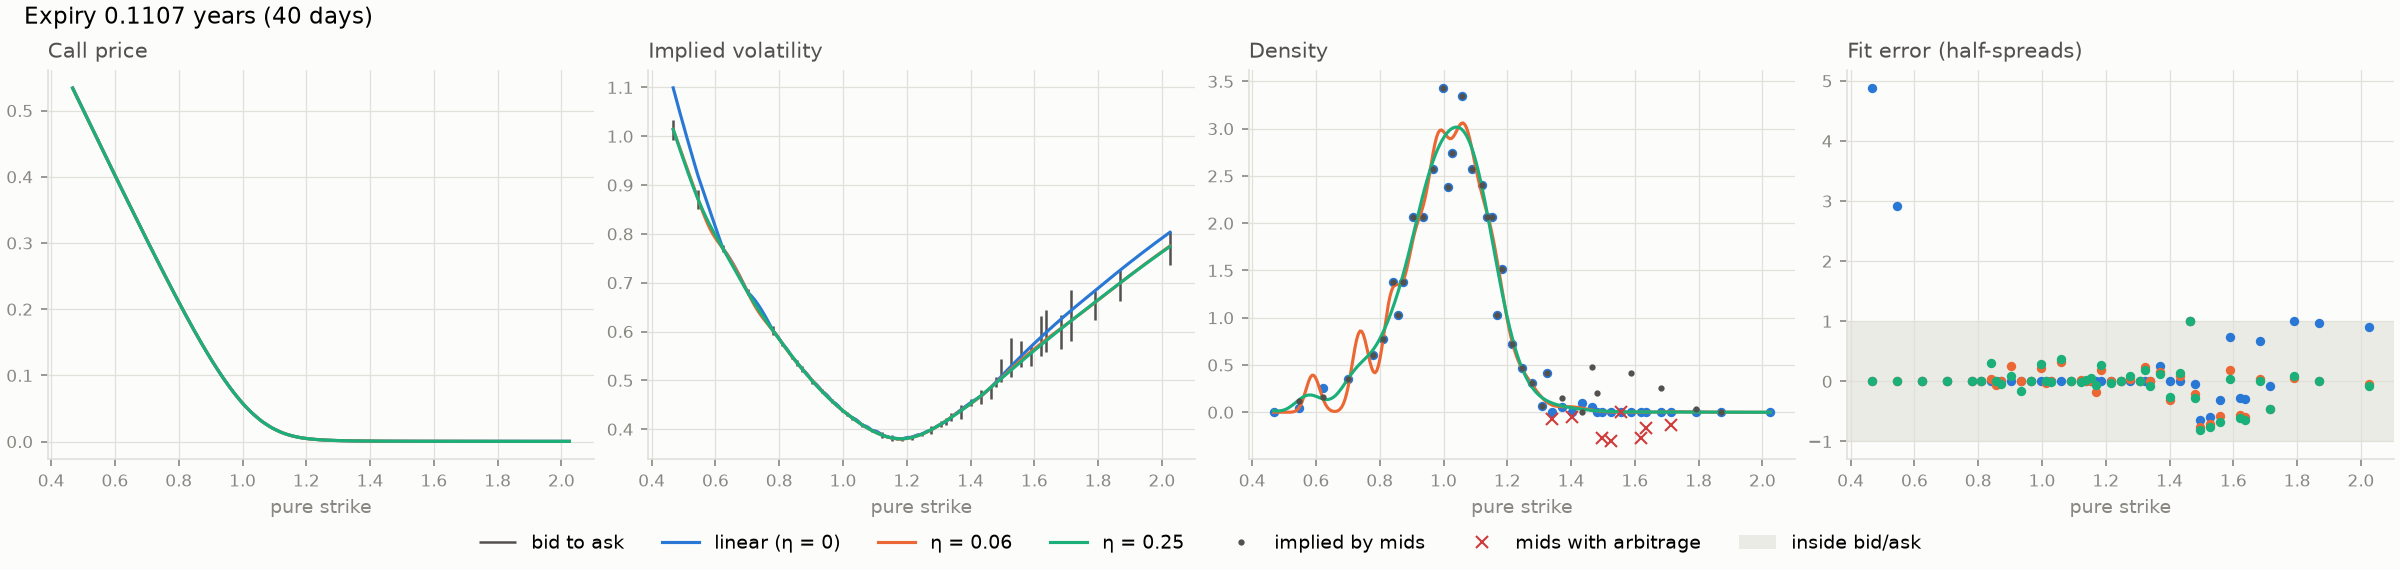 Expiry 0.1107 years (40 days)
Call price
0.5
0.4
0.3
0.2
0.1
0.0
0.4 0.6 0.8 1.0 1.2 1.4 1.6 1.8 2.0
pure strike
Implied volatility
1.1
1.0
0.9
0.8
0.7
0.6
0.5
0.4
0.4 0.6 0.8 1.0 1.2 1.4 1.6 1.8 2.0
pure strike
Density
3.5
3.0
2.5
2.0
1.5
1.0
0.5
0.0
0.4 0.6 0.8 1.0 1.2 1.4 1.6 1.8 2.0
pure strike
Fit error (half-spreads)
5
4
3
2
1
0
−1
0.4 0.6 0.8 1.0 1.2 1.4 1.6 1.8 2.0
pure strike
bid to ask linear (η = 0) η = 0.06 η = 0.25 implied by mids mids with arbitrage inside bid/ask